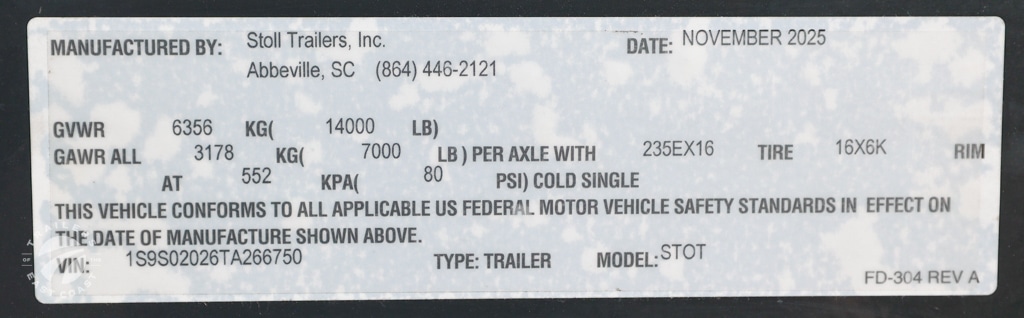 MANUFACTURED BY: Stoll Trailers, Inc. DATE: NOVEMBER 2025
Abbeville, SC (864) 446-2121
GVWR 6356 KG( 14000 LB)
GAWR ALL 3178 KG( 7000 LB ) PER AXLE WITH 235EX16 TIRE 16X6K RIM
AT 552 KPA( 80 PSI) COLD SINGLE
THIS VEHICLE CONFORMS TO ALL APPLICABLE US FEDERAL MOTOR VEHICLE SAFETY STANDARDS IN EFFECT ON
THE DATE OF MANUFACTURE SHOWN ABOVE.
VIN: 1S9S02026TA266750 TYPE: TRAILER MODEL: STOT
FD-304 REV A